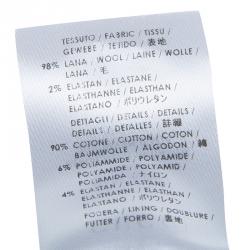 TESSUTO / FABRIC / TISSU /
GEWEBE / TEJIDO / 表地
98% LANA / WOOL / LAINE / WOLLE /
LANA / 毛
2% ELASTAN / ELASTANE /
ELASTHANNE / ELASTHAN /
ELASTANO / ポリウレタン
DETTAGLI / DETAILS / DETAILS /
DETAILS / DETALLES / 詳細
90% COTONE / COTTON / COTON /
BAUMWOLLE / ALGODON / 綿
6% POLIAMMIDE / POLYAMID /
POLYAMIDE / POLYAMID /
POLIAMIDA / ナイロン
4% ELASTAN / ELASTANE /
ELASTHANNE / ELASTHAN /
ELASTANO / ポリウレタン
FODERA / LINING / DOUBLURE /
FUTTER / FORRO / 裏地